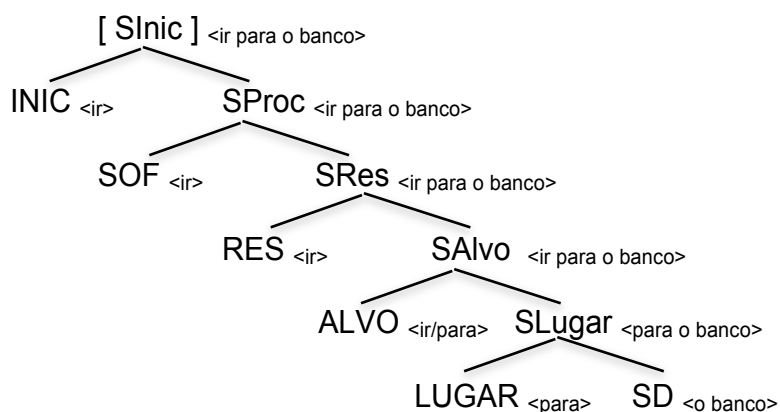 [ SInic ] <ir para o banco>
INIC <ir> SProc <ir para o banco>
SOF <ir> SRes <ir para o banco>
RES <ir> SAlvo <ir para o banco>
ALVO <ir/para> SLugar <para o banco>
LUGAR <para> SD <o banco>